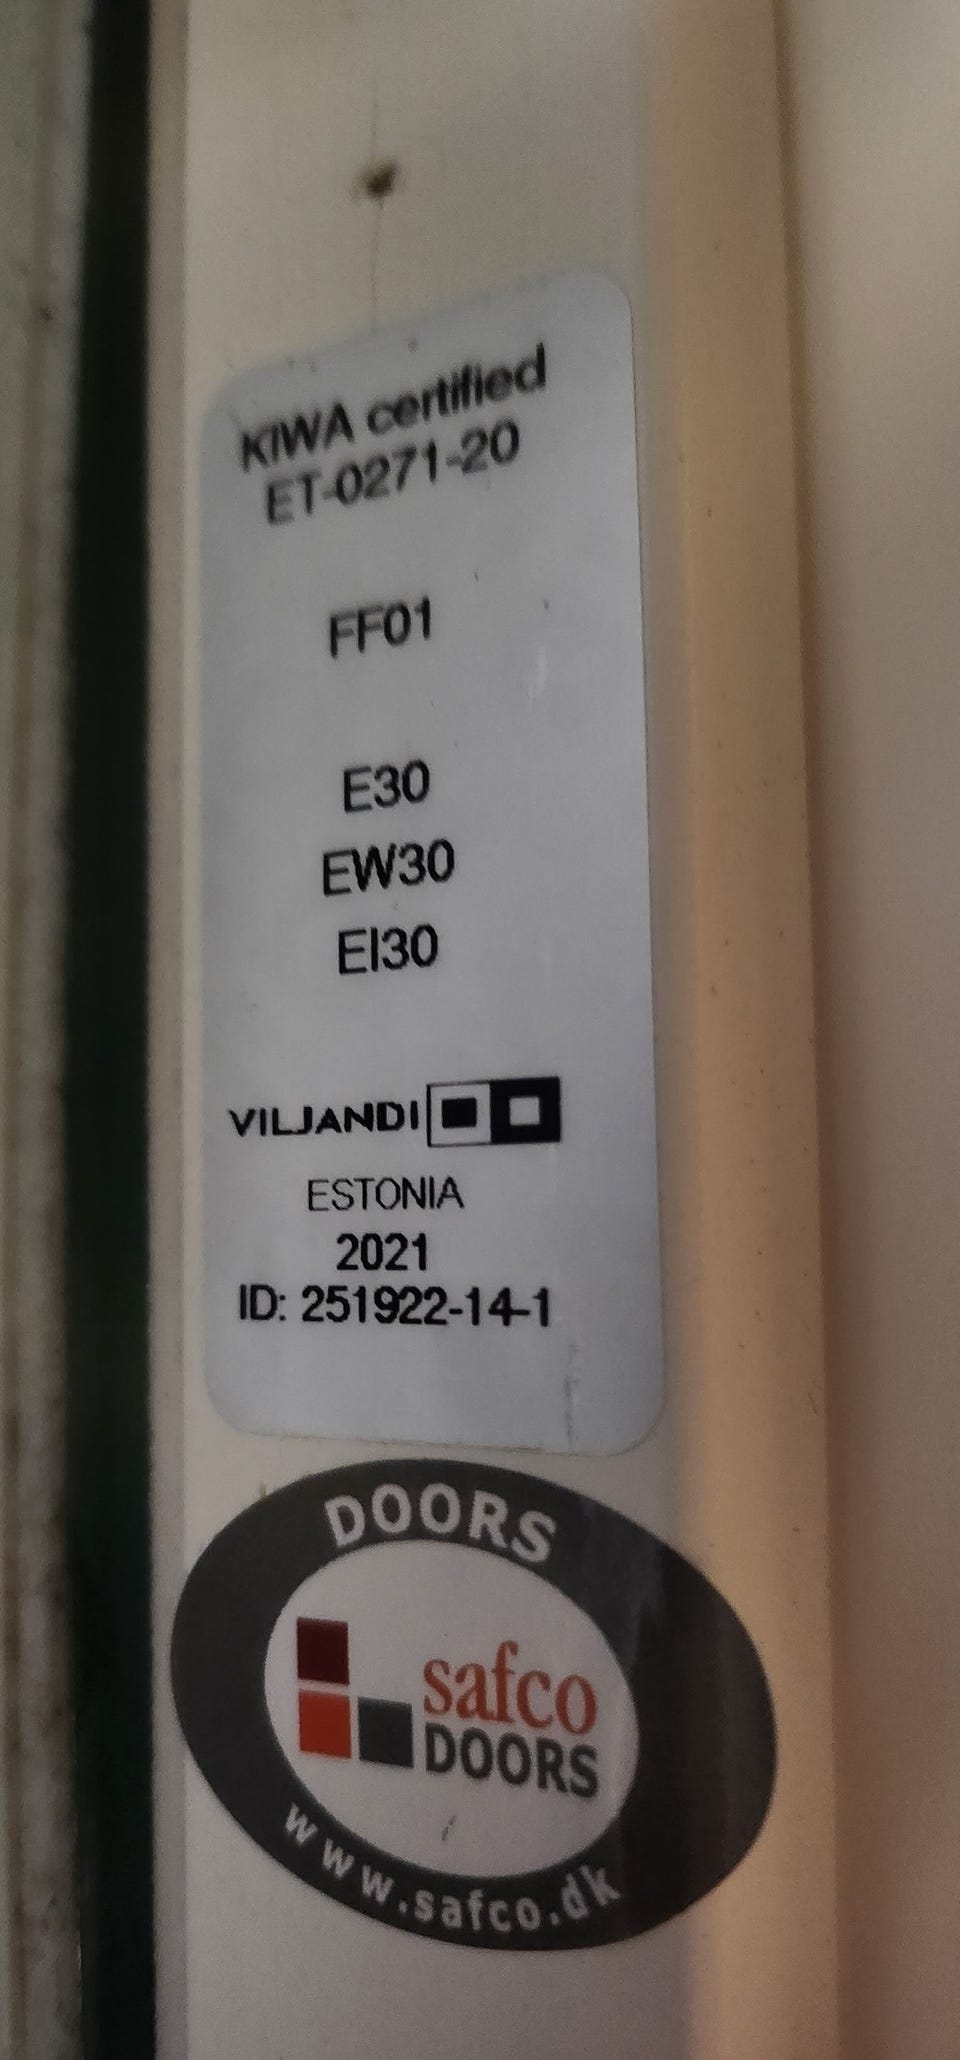 KIWA certified
ET-0271-20
FF01
E30
EW30
EI30
VILJANDI
ESTONIA
2021
ID: 251922-14-1
DOORS
safco
DOORS
www.safco.dk